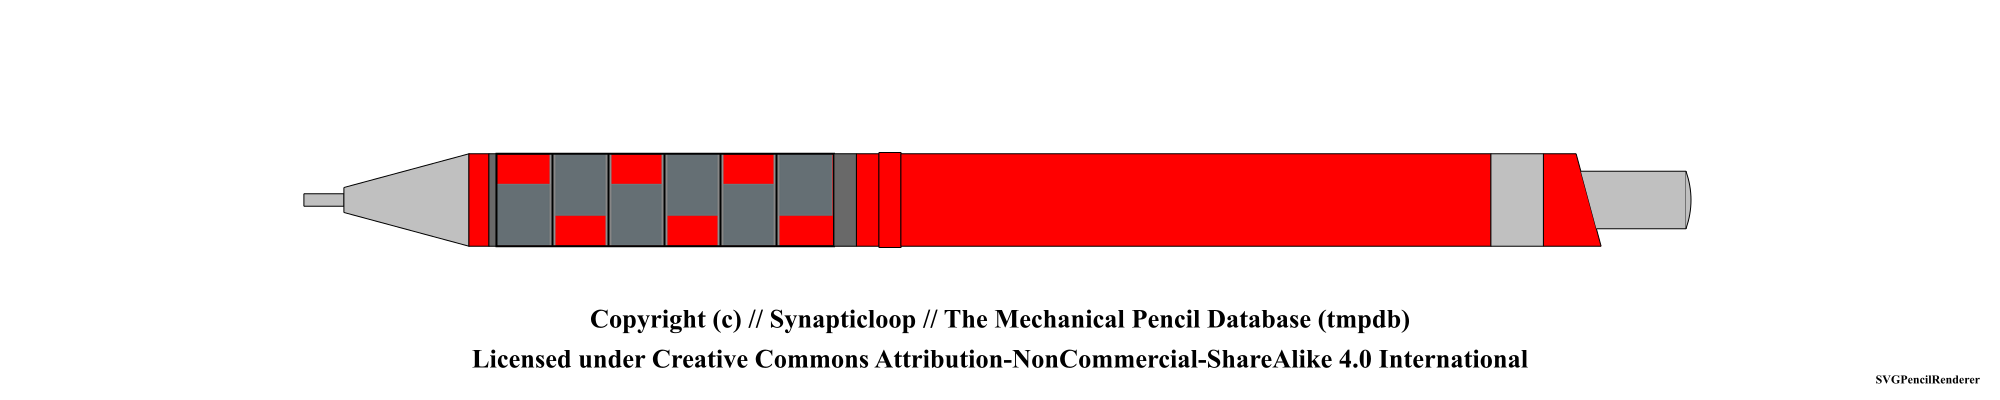 Copyright (c) // Synapticloop // The Mechanical Pencil Database (tmpdb)
Licensed under Creative Commons Attribution-NonCommercial-ShareAlike 4.0 International
SVGPencilRenderer